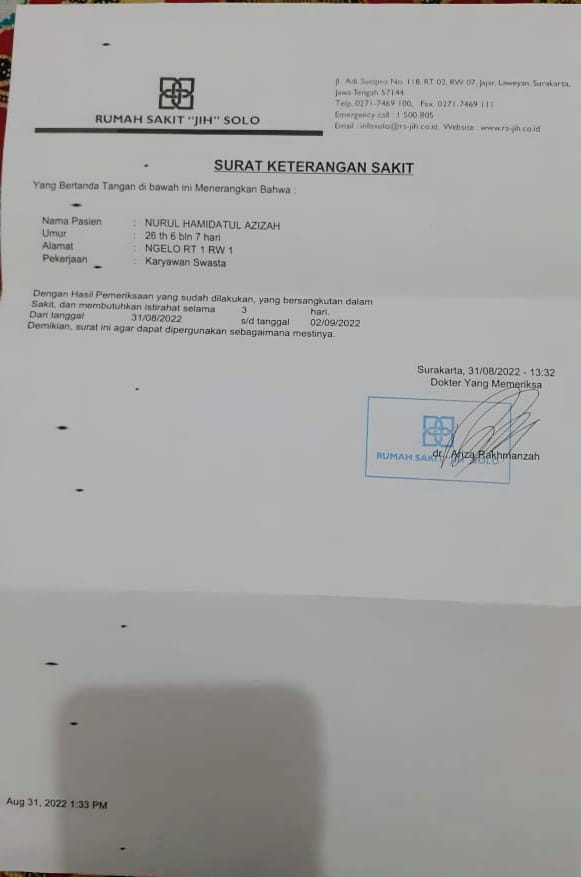 RUMAH SAKIT "JIH" SOLO
Jl. Adi Sucipto No. 118, RT 02, RW 07, Jajar, Laweyan, Surakarta,
Jawa Tengah 57144
Telp. 0271-7469 100, Fax. 0271-7469 111
Emergency call : 1 500 805
Email : infosolo@rs-jih.co.id. Website : www.rs-jih.co.id
SURAT KETERANGAN SAKIT
Yang Bertanda Tangan di bawah ini Menerangkan Bahwa :
Nama Pasien : NURUL HAMIDATUL AZIZAH
Umur : 26 th 6 bln 7 hari
Alamat : NGELO RT 1 RW 1
Pekerjaan : Karyawan Swasta
Dengan Hasil Pemeriksaan yang sudah dilakukan, yang bersangkutan dalam
Sakit, dan membutuhkan istirahat selama 3 hari.
Dari tanggal 31/08/2022 s/d tanggal 02/09/2022
Demikian, surat ini agar dapat dipergunakan sebagaimana mestinya.
Surakarta, 31/08/2022 - 13:32
Dokter Yang Memeriksa
RUMAH SAKIT "JIH" SOLO
dr. Ariza Rakhmanzah
Aug 31, 2022 1:33 PM